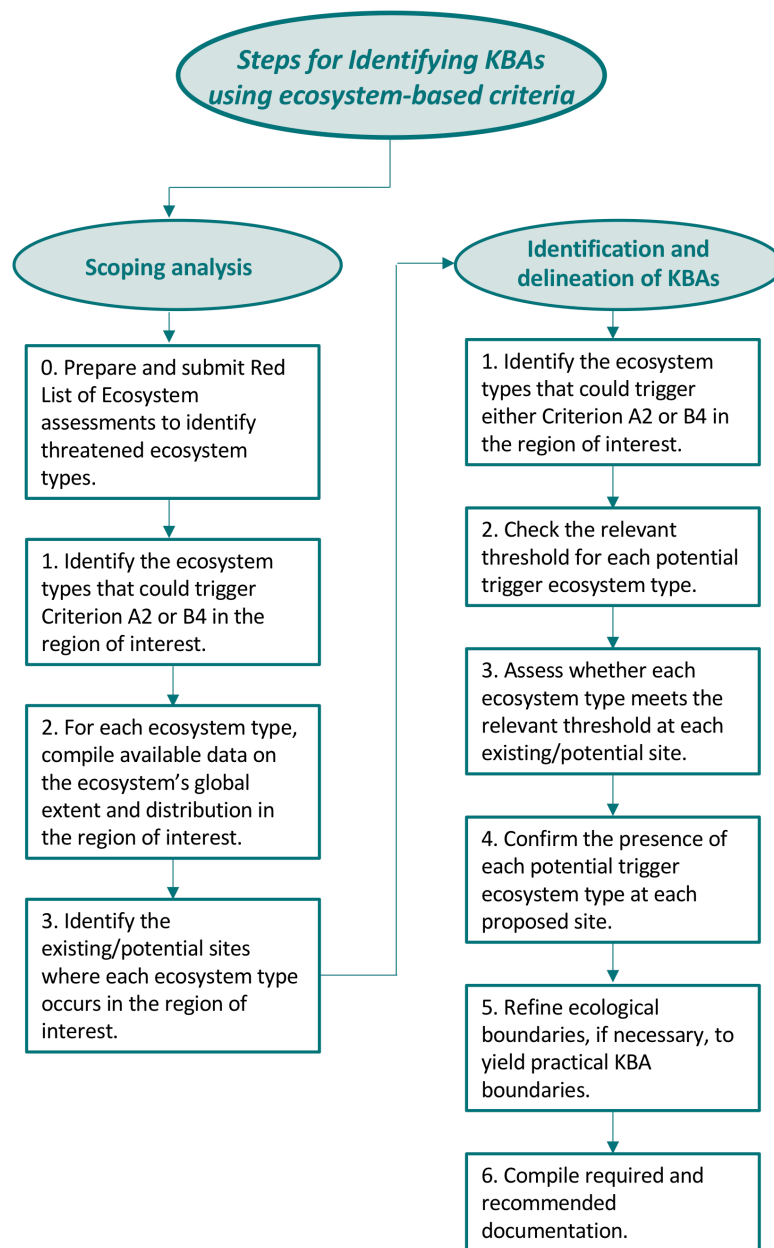 Steps for Identifying KBAs
using ecosystem-based criteria
Scoping analysis
0. Prepare and submit Red
List of Ecosystem
assessments to identify
threatened ecosystem
types.
1. Identify the ecosystem
types that could trigger
Criterion A2 or B4 in the
region of interest.
2. For each ecosystem type,
compile available data on
the ecosystem’s global
extent and distribution in
the region of interest.
3. Identify the
existing/potential sites
where each ecosystem type
occurs in the region of
interest.
Identification and
delineation of KBAs
1. Identify the ecosystem
types that could trigger
either Criterion A2 or B4 in
the region of interest.
2. Check the relevant
threshold for each potential
trigger ecosystem type.
3. Assess whether each
ecosystem type meets the
relevant threshold at each
existing/potential site.
4. Confirm the presence of
each potential trigger
ecosystem type at each
proposed site.
5. Refine ecological
boundaries, if necessary, to
yield practical KBA
boundaries.
6. Compile required and
recommended
documentation.